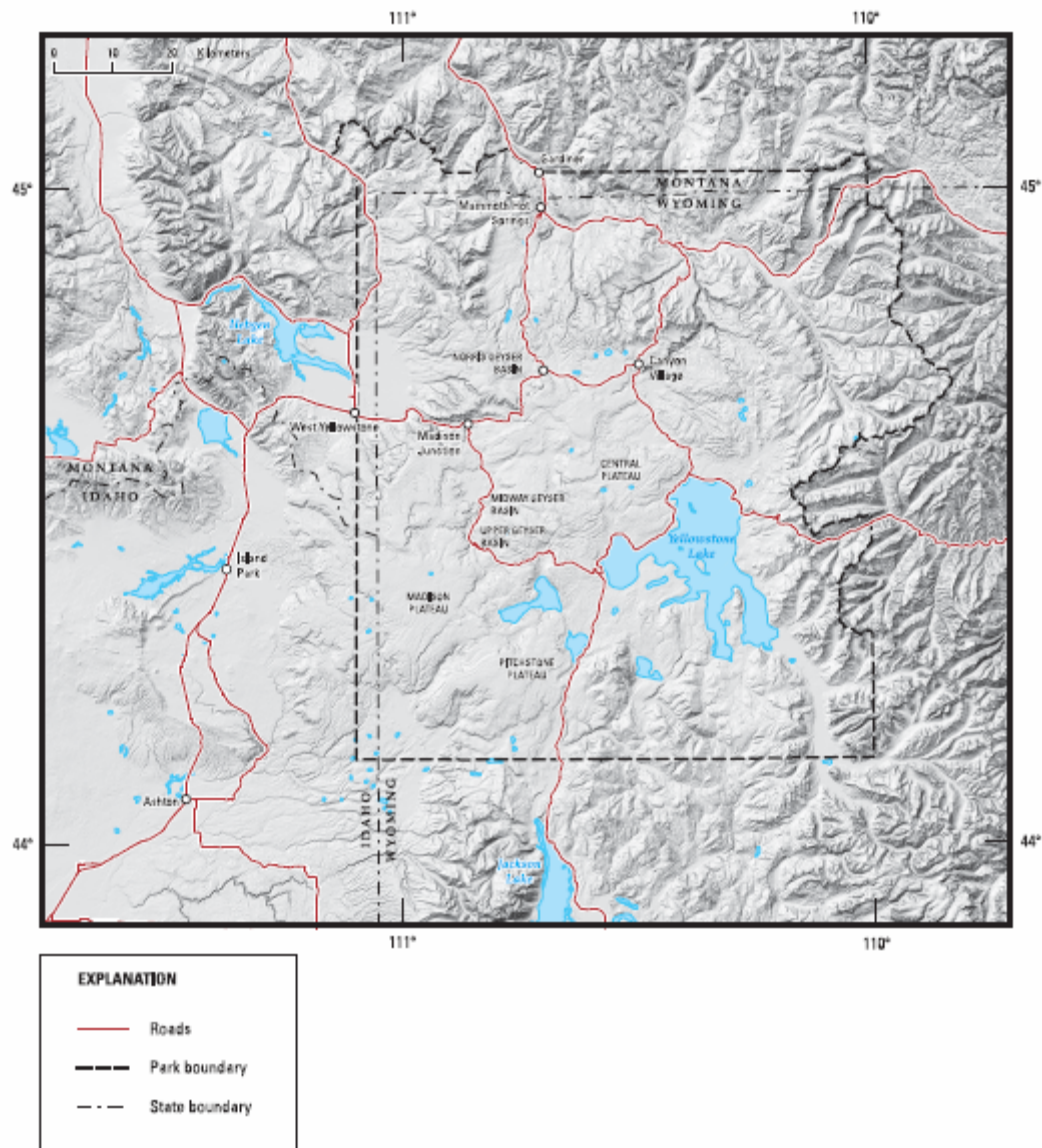 111°
110°
0 10 20 Kilometers
45°
45°
Gardiner
MONTANA
WYOMING
Mammoth Hot
Springs
Hebgen
Lake
NORRIS GEYSER
BASIN
Canyon
Village
West Yellowstone
Madison
Junction
MONTANA
IDAHO
CENTRAL
PLATEAU
MIDWAY GEYSER
BASIN
UPPER GEYSER
BASIN
Yellowstone
Lake
Island
Park
MADISON
PLATEAU
PITCHSTONE
PLATEAU
Ashton
IDAHO
WYOMING
44°
44°
Jackson
Lake
111°
110°
EXPLANATION
Roads
Park boundary
State boundary